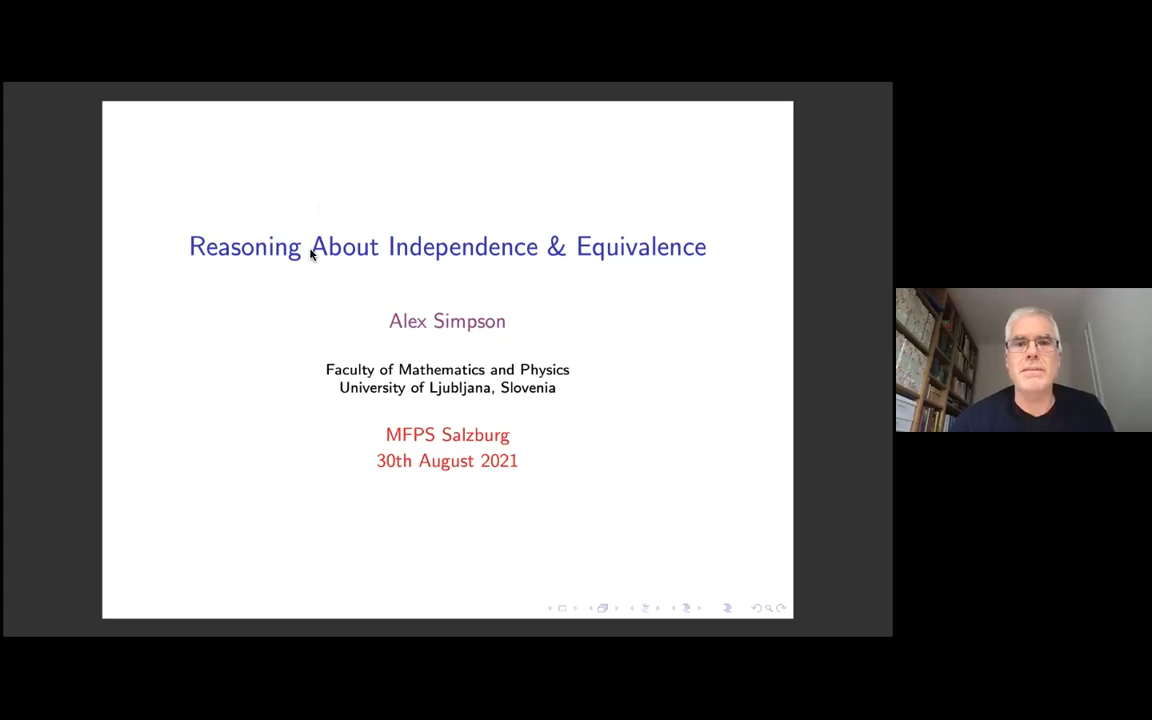 Reasoning About Independence & Equivalence
Alex Simpson
Faculty of Mathematics and Physics
University of Ljubljana, Slovenia
MFPS Salzburg
30th August 2021